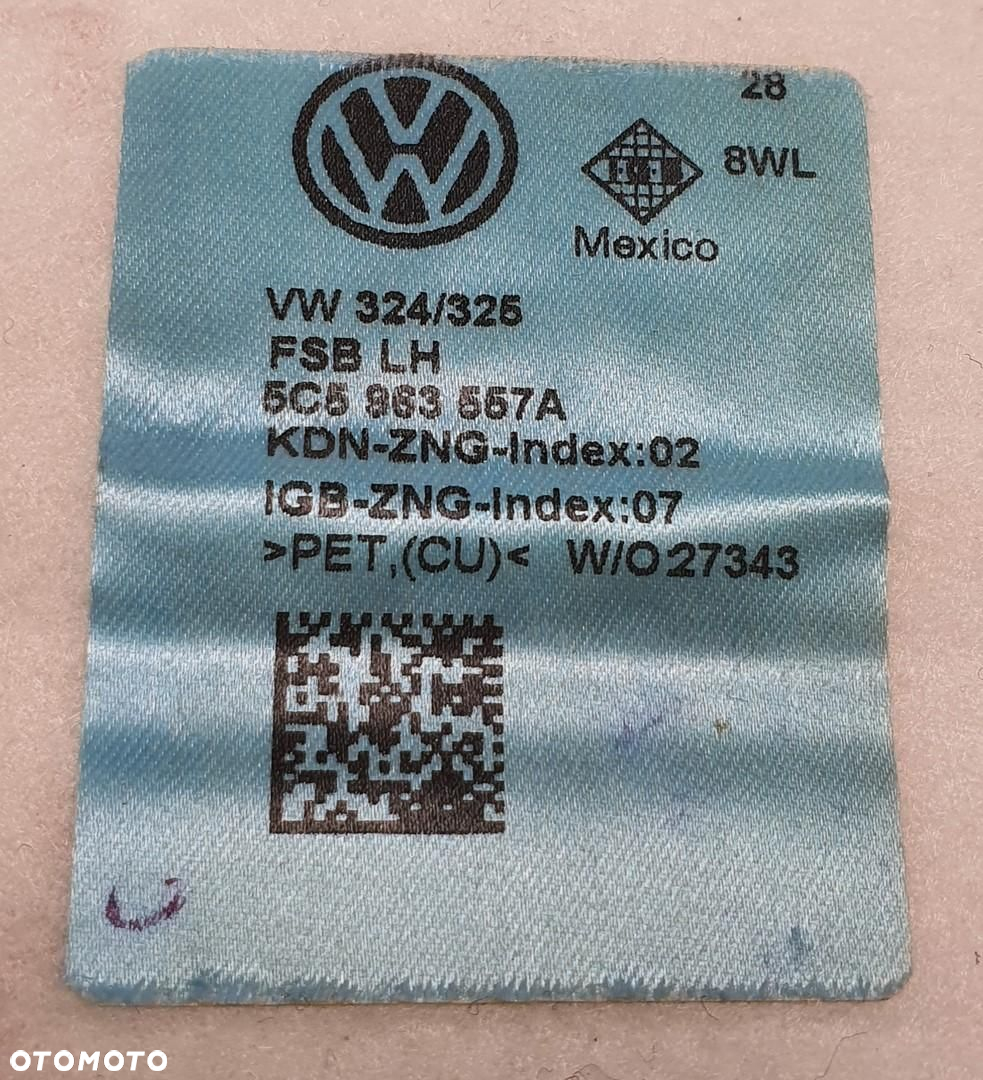 28
8WL
Mexico
VW 324/325
FSB LH
5C5 963 557A
KDN-ZNG-Index:02
IGB-ZNG-Index:07
>PET,(CU)< W/O27343
OTOMOTO